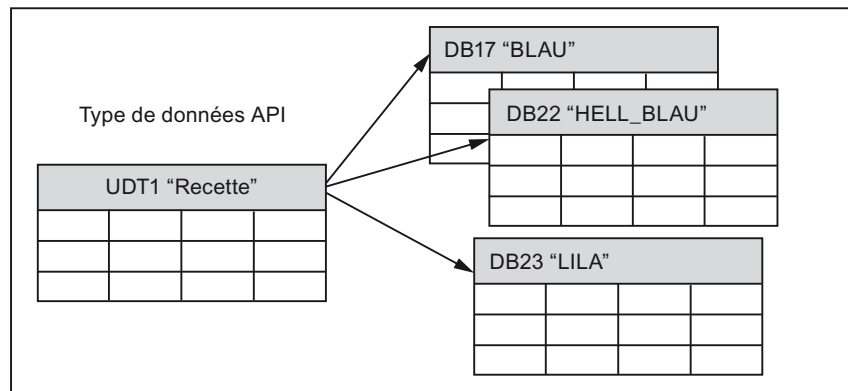 DB17 “BLAU”
Type de données API
DB22 “HELL_BLAU”
UDT1 “Recette”
DB23 “LILA”